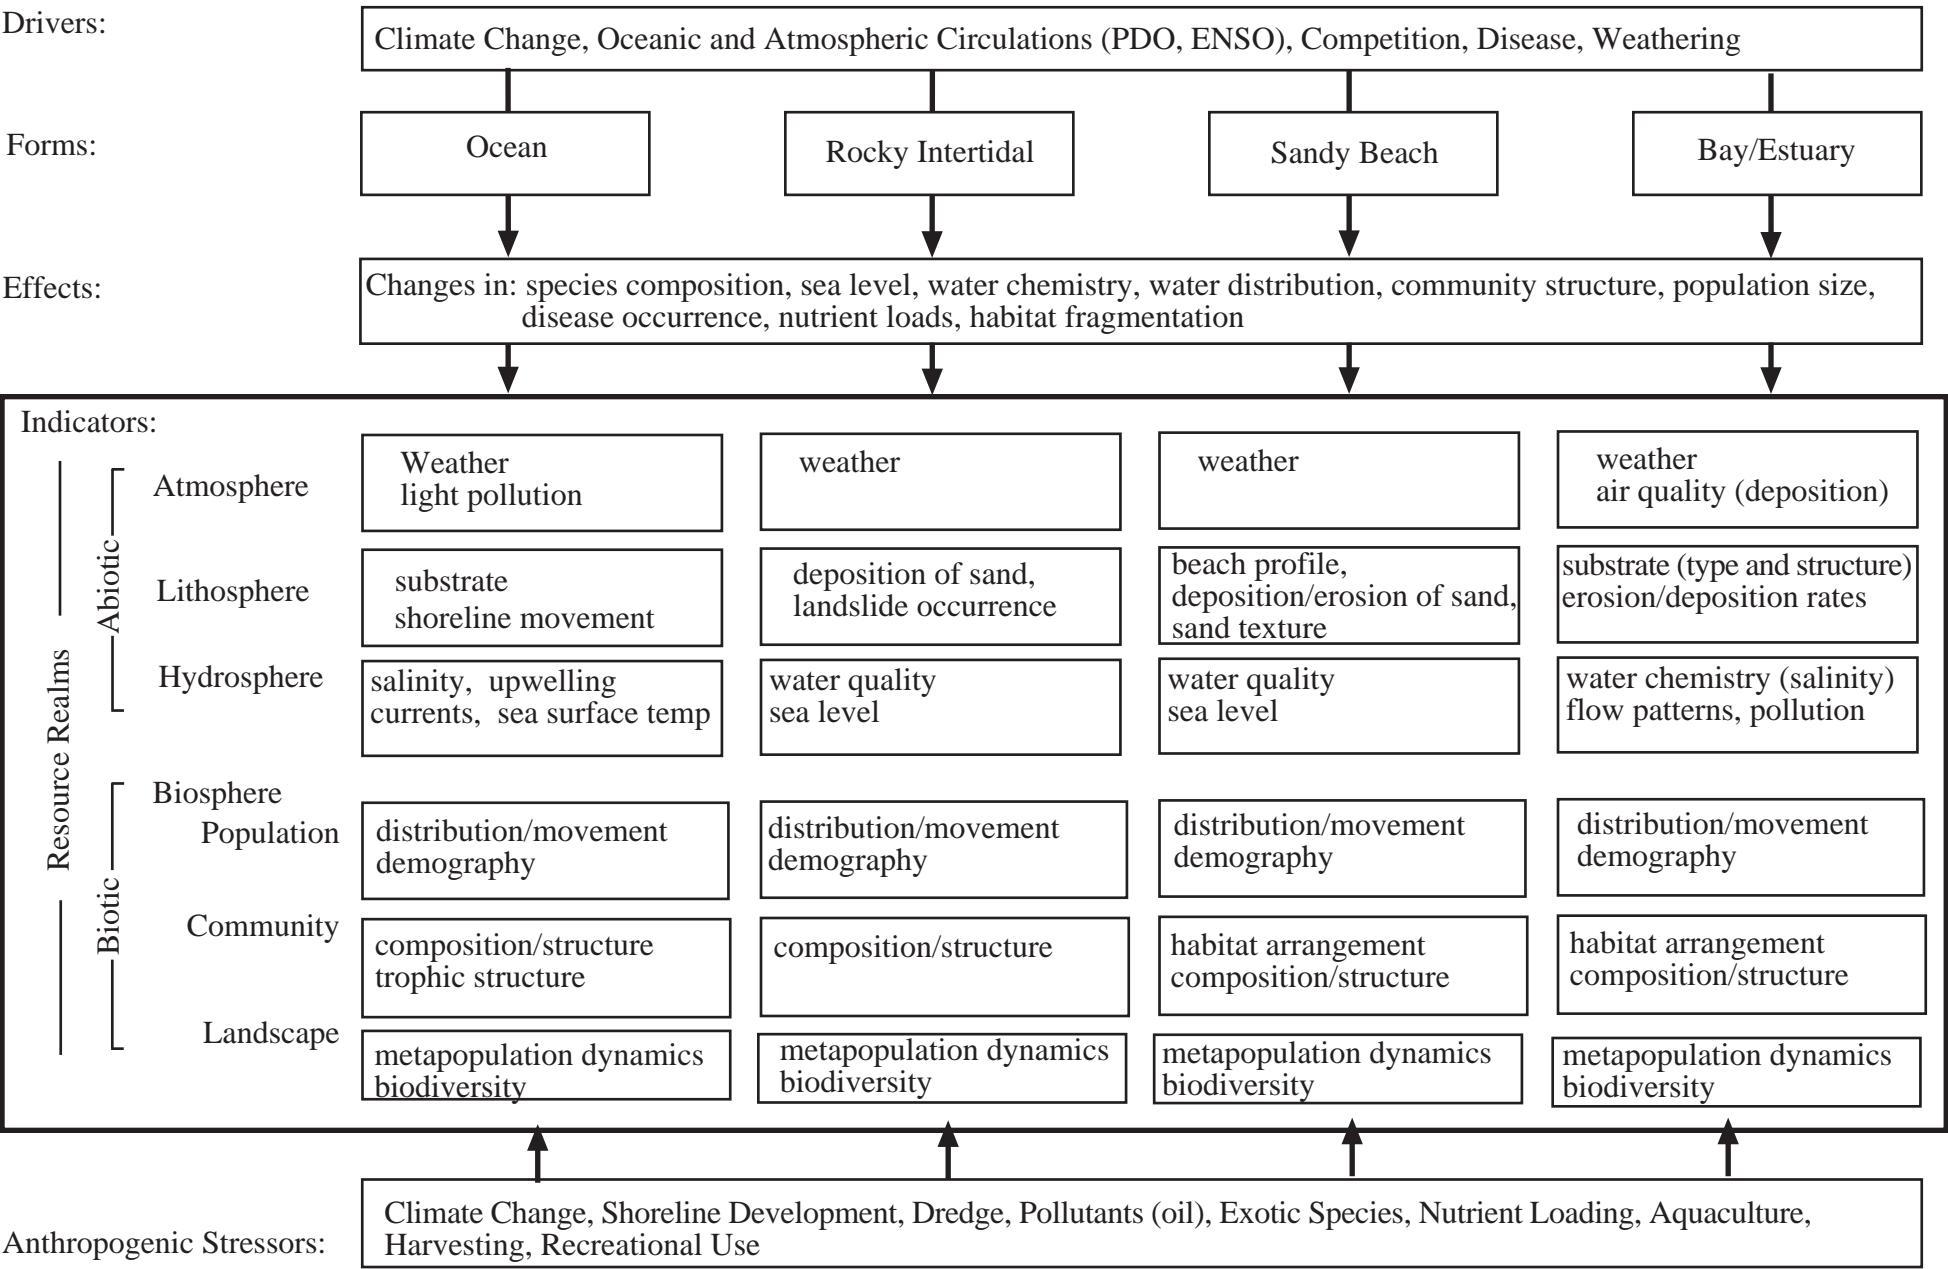 Drivers:
Climate Change, Oceanic and Atmospheric Circulations (PDO, ENSO), Competition, Disease, Weathering
Forms:
Ocean
Rocky Intertidal
Sandy Beach
Bay/Estuary
Effects:
Changes in: species composition, sea level, water chemistry, water distribution, community structure, population size,
disease occurrence, nutrient loads, habitat fragmentation
Indicators:
Resource Realms
Abiotic
Atmosphere
Weather
light pollution
weather
weather
weather
air quality (deposition)
Lithosphere
substrate
shoreline movement
deposition of sand,
landslide occurrence
beach profile,
deposition/erosion of sand,
sand texture
substrate (type and structure)
erosion/deposition rates
Hydrosphere
salinity, upwelling
currents, sea surface temp
water quality
sea level
water quality
sea level
water chemistry (salinity)
flow patterns, pollution
Biotic
Biosphere
Population
distribution/movement
demography
distribution/movement
demography
distribution/movement
demography
distribution/movement
demography
Community
composition/structure
trophic structure
composition/structure
habitat arrangement
composition/structure
habitat arrangement
composition/structure
Landscape
metapopulation dynamics
biodiversity
metapopulation dynamics
biodiversity
metapopulation dynamics
biodiversity
metapopulation dynamics
biodiversity
Anthropogenic Stressors:
Climate Change, Shoreline Development, Dredge, Pollutants (oil), Exotic Species, Nutrient Loading, Aquaculture,
Harvesting, Recreational Use